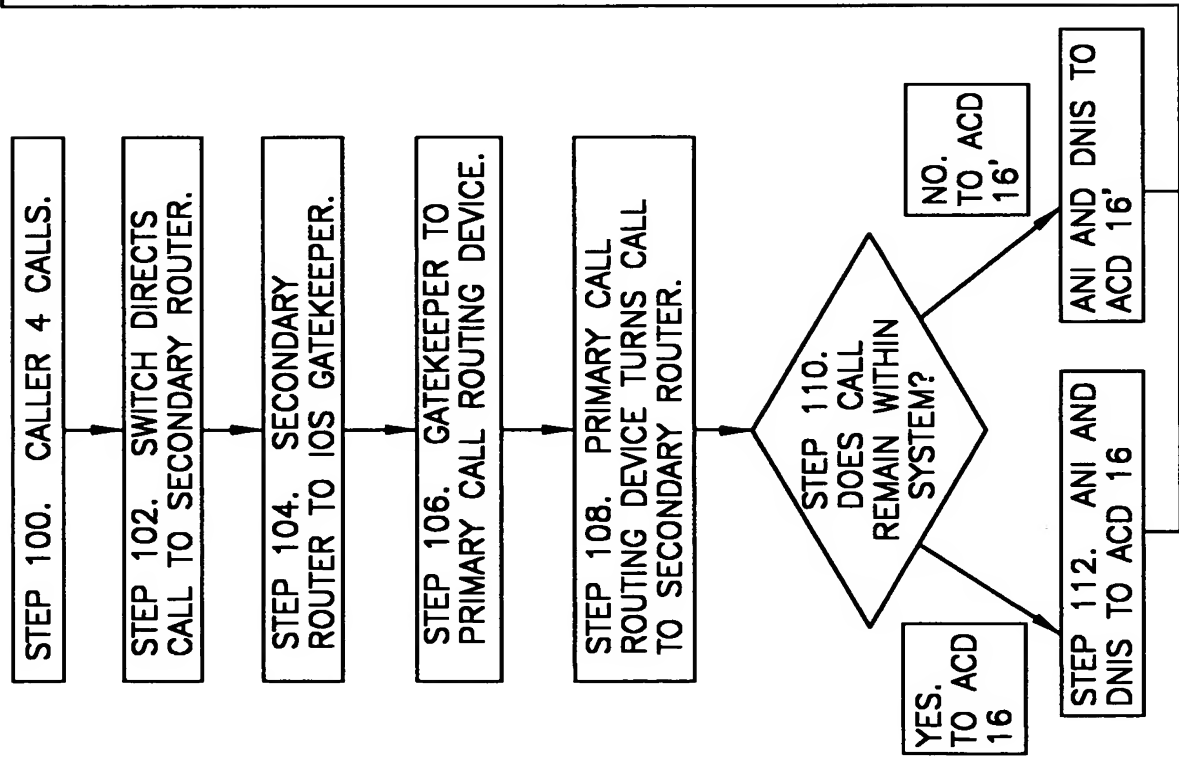 STEP 100. CALLER 4 CALLS.
STEP 102. SWITCH DIRECTS
CALL TO SECONDARY ROUTER.
STEP 104. SECONDARY
ROUTER TO IOS GATEKEEPER.
STEP 106. GATEKEEPER TO
PRIMARY CALL ROUTING DEVICE.
STEP 108. PRIMARY CALL
ROUTING DEVICE TURNS CALL
TO SECONDARY ROUTER.
STEP 110.
DOES CALL
REMAIN WITHIN
SYSTEM?
YES.
TO ACD
16
NO.
TO ACD
16'
STEP 112. ANI AND
DNIS TO ACD 16
ANI AND DNIS TO
ACD 16'